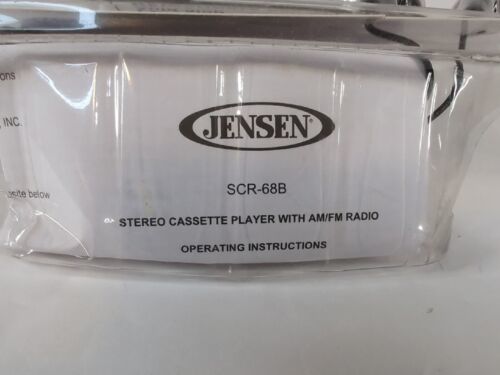 ons
, INC.
site below
JENSEN®
SCR-68B
STEREO CASSETTE PLAYER WITH AM/FM RADIO
OPERATING INSTRUCTIONS